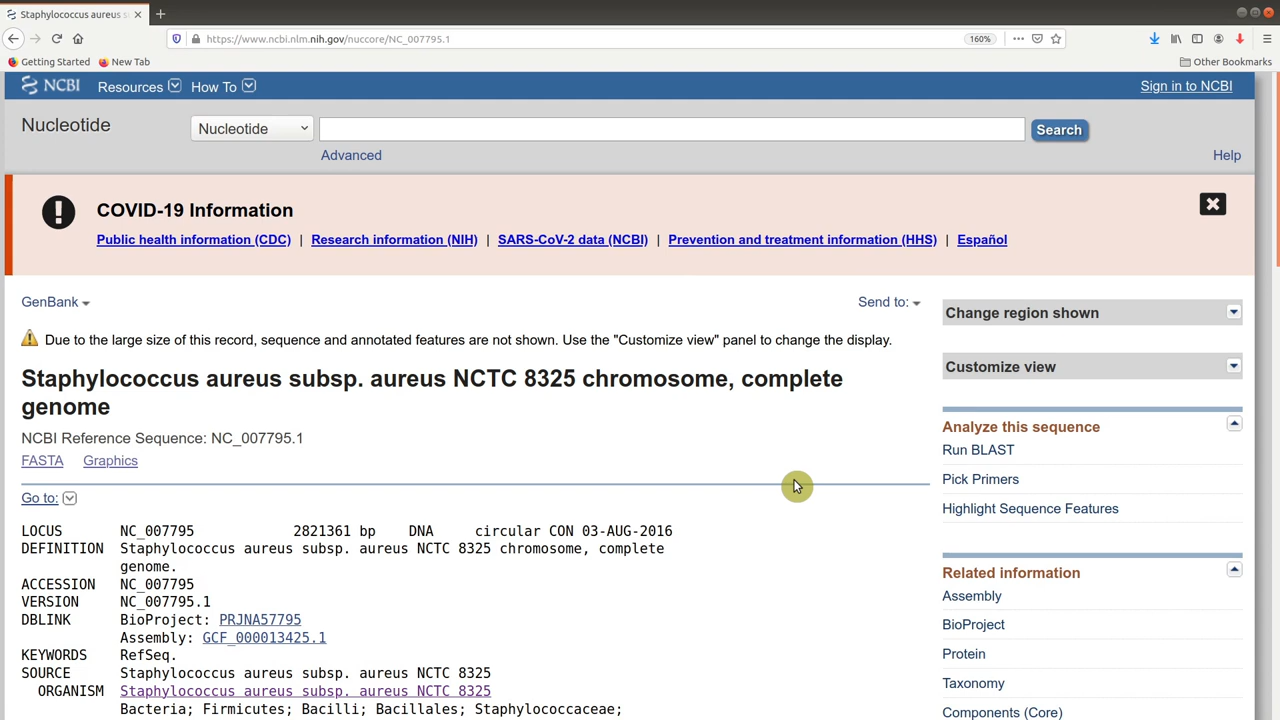 Staphylococcus aureus s
https://www.ncbi.nlm.nih.gov/nuccore/NC_007795.1
160%
Getting Started New Tab Other Bookmarks
NCBI Resources How To Sign in to NCBI
Nucleotide Nucleotide Search
Advanced Help
COVID-19 Information
Public health information (CDC) | Research information (NIH) | SARS-CoV-2 data (NCBI) | Prevention and treatment information (HHS) | Español
GenBank Send to:
Due to the large size of this record, sequence and annotated features are not shown. Use the "Customize view" panel to change the display.
Staphylococcus aureus subsp. aureus NCTC 8325 chromosome, complete
genome
NCBI Reference Sequence: NC_007795.1
FASTA Graphics
Go to:
LOCUS NC_007795 2821361 bp DNA circular CON 03-AUG-2016
DEFINITION Staphylococcus aureus subsp. aureus NCTC 8325 chromosome, complete
genome.
ACCESSION NC_007795
VERSION NC_007795.1
DBLINK BioProject: PRJNA57795
Assembly: GCF_000013425.1
KEYWORDS RefSeq.
SOURCE Staphylococcus aureus subsp. aureus NCTC 8325
ORGANISM Staphylococcus aureus subsp. aureus NCTC 8325
Bacteria; Firmicutes; Bacilli; Bacillales; Staphylococcaceae;
Change region shown
Customize view
Analyze this sequence
Run BLAST
Pick Primers
Highlight Sequence Features
Related information
Assembly
BioProject
Protein
Taxonomy
Components (Core)